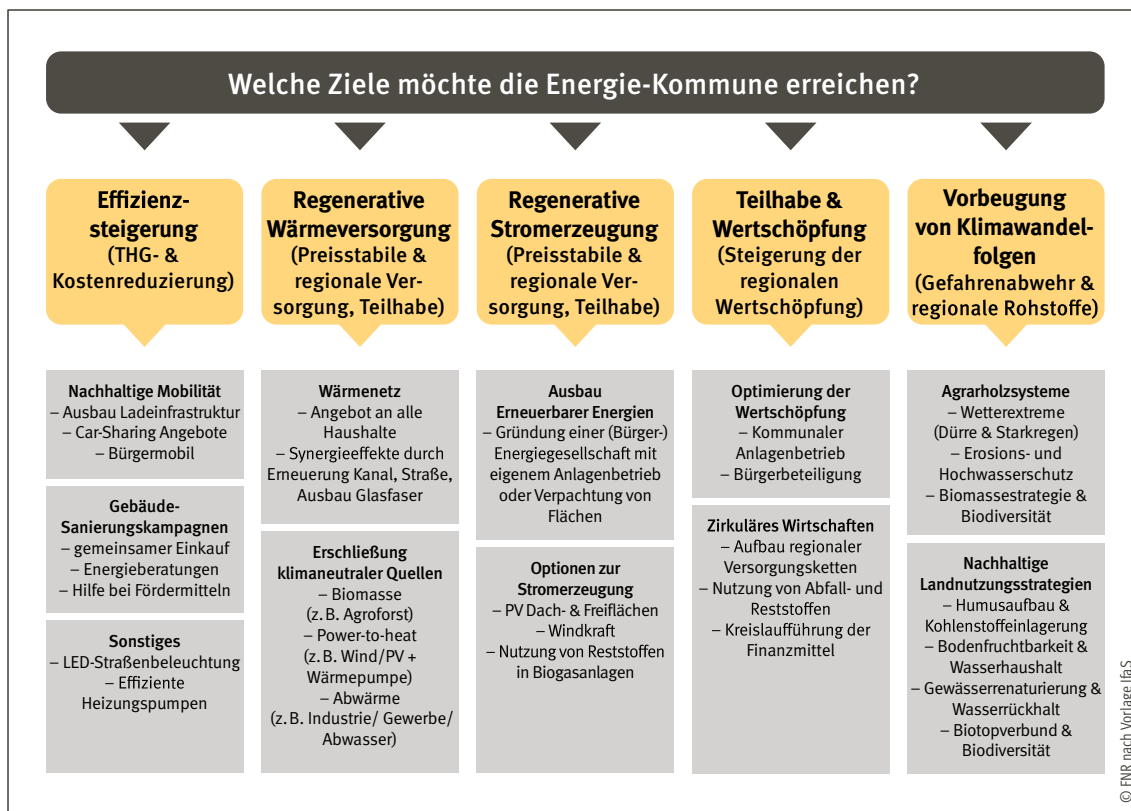 Welche Ziele möchte die Energie-Kommune erreichen?
Effizienz-
steigerung
(THG- &
Kostenreduzierung)
Nachhaltige Mobilität
– Ausbau Ladeinfrastruktur
– Car-Sharing Angebote
– Bürgermobil
Gebäude-
Sanierungskampagnen
– gemeinsamer Einkauf
– Energieberatungen
– Hilfe bei Fördermitteln
Sonstiges
– LED-Straßenbeleuchtung
– Effiziente
Heizungspumpen
Regenerative
Wärmeversorgung
(Preisstabile &
regionale Ver-
sorgung, Teilhabe)
Wärmenetz
– Angebot an alle
Haushalte
– Synergieeffekte durch
Erneuerung Kanal, Straße,
Ausbau Glasfaser
Erschließung
klimaneutraler Quellen
– Biomasse
(z. B. Agroforst)
– Power-to-heat
(z. B. Wind/PV +
Wärmepumpe)
– Abwärme
(z. B. Industrie/ Gewerbe/
Abwasser)
Regenerative
Stromerzeugung
(Preisstabile &
regionale Ver-
sorgung, Teilhabe)
Ausbau
Erneuerbarer Energien
– Gründung einer (Bürger-)
Energiegesellschaft mit
eigenem Anlagenbetrieb
oder Verpachtung von
Flächen
Optionen zur
Stromerzeugung
– PV Dach- & Freiflächen
– Windkraft
– Nutzung von Reststoffen
in Biogasanlagen
Teilhabe &
Wertschöpfung
(Steigerung der
regionalen
Wertschöpfung)
Optimierung der
Wertschöpfung
– Kommunaler
Anlagenbetrieb
– Bürgerbeteiligung
Zirkuläres Wirtschaften
– Aufbau regionaler
Versorgungsketten
– Nutzung von Abfall- und
Reststoffen
– Kreislaufführung der
Finanzmittel
Vorbeugung
von Klimawandel-
folgen
(Gefahrenabwehr &
regionale Rohstoffe)
Agrarholzsysteme
– Wetterextreme
(Dürre & Starkregen)
– Erosions- und
Hochwasserschutz
– Biomassestrategie &
Biodiversität
Nachhaltige
Landnutzungsstrategien
– Humusaufbau &
Kohlenstoffeinlagerung
– Bodenfruchtbarkeit &
Wasserhaushalt
– Gewässerrenaturierung &
Wasserrückhalt
– Biotopverbund &
Biodiversität
© FNR nach Vorlage IfaS